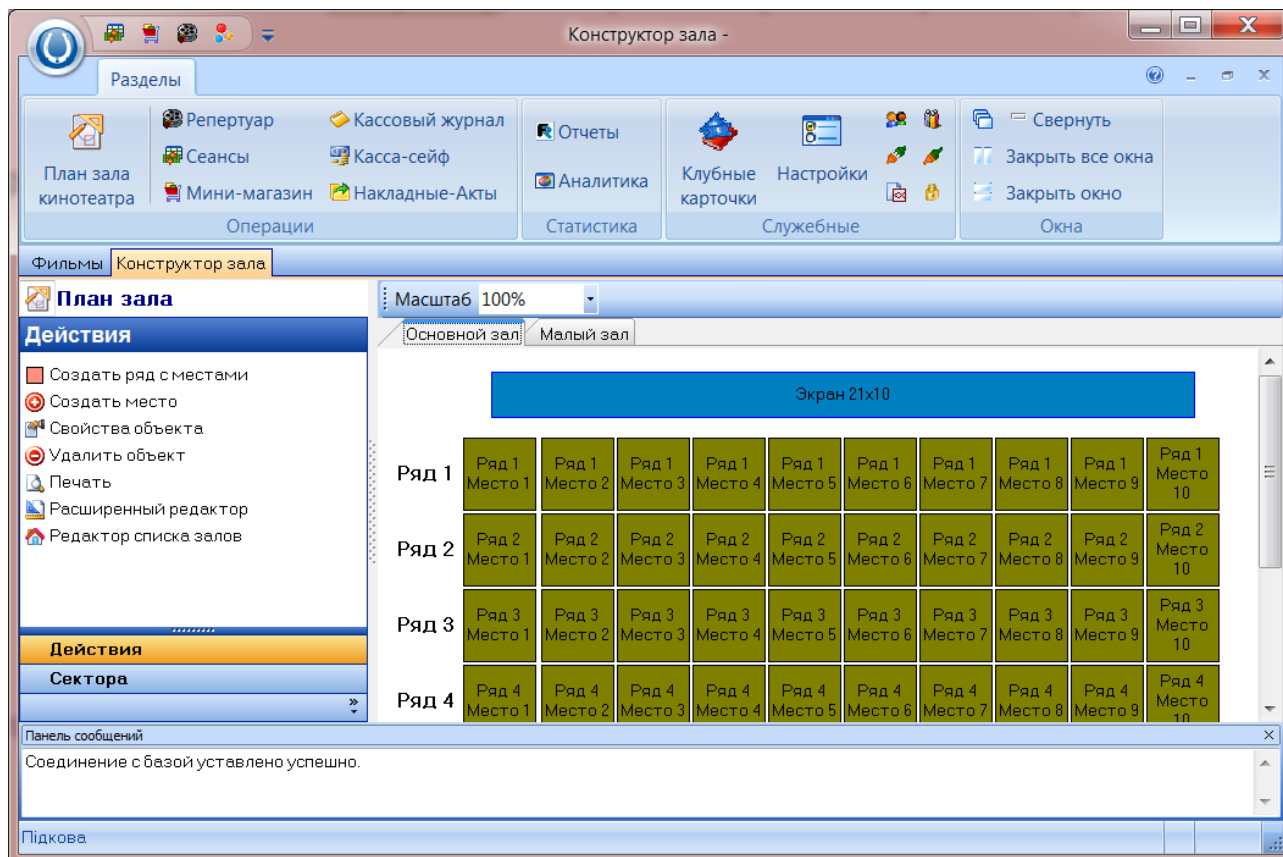 Конструктор зала -
Разделы
План зала
кинотеатра
Репертуар
Сеансы
Мини-магазин
Кассовый журнал
Касса-сейф
Накладные-Акты
Операции
Отчеты
Аналитика
Статистика
Клубные
карточки
Настройки
Служебные
Свернуть
Закрыть все окна
Закрыть окно
Окна
Фильмы
Конструктор зала
План зала
Действия
Создать ряд с местами
Создать место
Свойства объекта
Удалить объект
Печать
Расширенный редактор
Редактор списка залов
Действия
Сектора
Масштаб 100%
Основной зал
Малый зал
Экран 21х10
Ряд 1
Ряд 1 Ряд 1 Ряд 1 Ряд 1 Ряд 1 Ряд 1 Ряд 1 Ряд 1 Ряд 1 Ряд 1
Место 1 Место 2 Место 3 Место 4 Место 5 Место 6 Место 7 Место 8 Место 9 Место
10
Ряд 2
Ряд 2 Ряд 2 Ряд 2 Ряд 2 Ряд 2 Ряд 2 Ряд 2 Ряд 2 Ряд 2 Ряд 2
Место 1 Место 2 Место 3 Место 4 Место 5 Место 6 Место 7 Место 8 Место 9 Место
10
Ряд 3
Ряд 3 Ряд 3 Ряд 3 Ряд 3 Ряд 3 Ряд 3 Ряд 3 Ряд 3 Ряд 3 Ряд 3
Место 1 Место 2 Место 3 Место 4 Место 5 Место 6 Место 7 Место 8 Место 9 Место
10
Ряд 4
Ряд 4 Ряд 4 Ряд 4 Ряд 4 Ряд 4 Ряд 4 Ряд 4 Ряд 4 Ряд 4 Ряд 4
Место 1 Место 2 Место 3 Место 4 Место 5 Место 6 Место 7 Место 8 Место 9 Место
10
Панель сообщений
Соединение с базой уставлено успешно.
Підкова